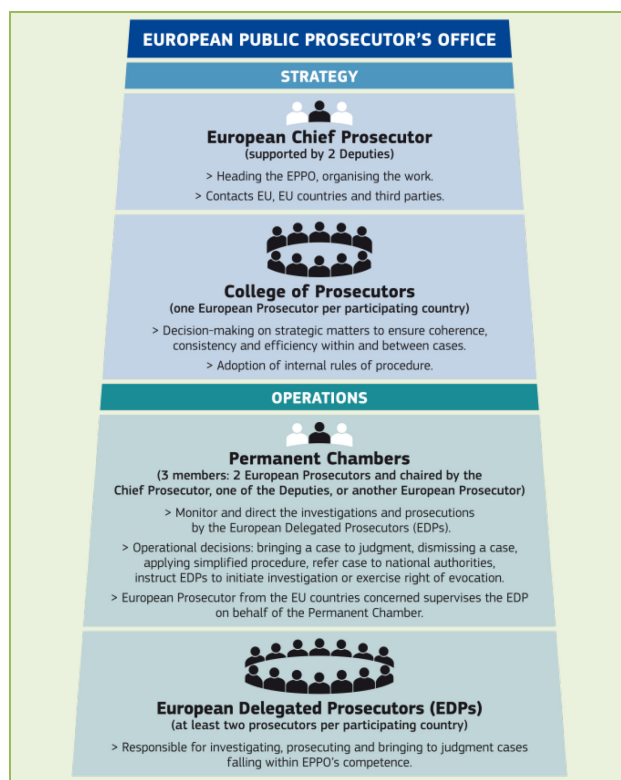 EUROPEAN PUBLIC PROSECUTOR'S OFFICE
STRATEGY
European Chief Prosecutor
(supported by 2 Deputies)
> Heading the EPPO, organising the work.
> Contacts EU, EU countries and third parties.
College of Prosecutors
(one European Prosecutor per participating country)
> Decision-making on strategic matters to ensure coherence,
consistency and efficiency within and between cases.
> Adoption of internal rules of procedure.
OPERATIONS
Permanent Chambers
(3 members: 2 European Prosecutors and chaired by the
Chief Prosecutor, one of the Deputies, or another European Prosecutor)
> Monitor and direct the investigations and prosecutions
by the European Delegated Prosecutors (EDPs).
> Operational decisions: bringing a case to judgment, dismissing a case,
applying simplified procedure, refer case to national authorities,
instruct EDPs to initiate investigation or exercise right of evocation.
> European Prosecutor from the EU countries concerned supervises the EDP
on behalf of the Permanent Chamber.
European Delegated Prosecutors (EDPs)
(at least two prosecutors per participating country)
> Responsible for investigating, prosecuting and bringing to judgment cases
falling within EPPO's competence.